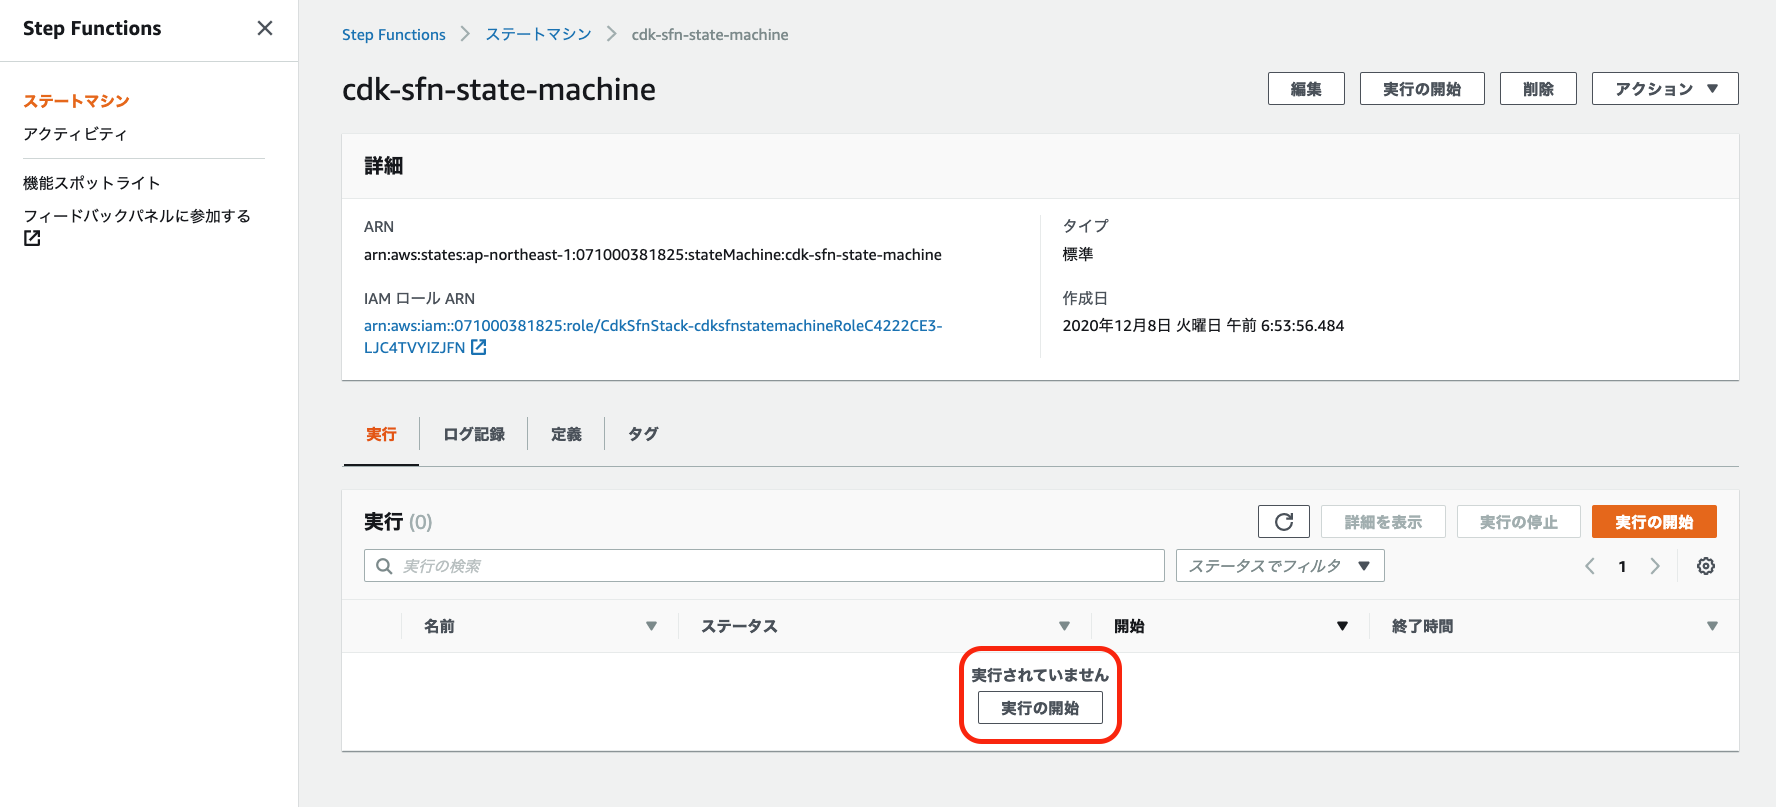 Step Functions
ステートマシン
アクティビティ
機能スポットライト
フィードバックパネルに参加する
Step Functions ステートマシン cdk-sfn-state-machine
cdk-sfn-state-machine
編集 実行の開始 削除 アクション
詳細
ARN
arn:aws:states:ap-northeast-1:071000381825:stateMachine:cdk-sfn-state-machine
IAM ロール ARN
arn:aws:iam::071000381825:role/CdkSfnStack-cdksfnstatemachineRoleC4222CE3-
LJC4TVYIZJFN
タイプ
標準
作成日
2020年12月8日 火曜日 午前 6:53:56.484
実行 ログ記録 定義 タグ
実行 (0)
詳細を表示 実行の停止 実行の開始
実行の検索 ステータスでフィルタ 1
名前 ステータス 開始 終了時間
実行されていません
実行の開始